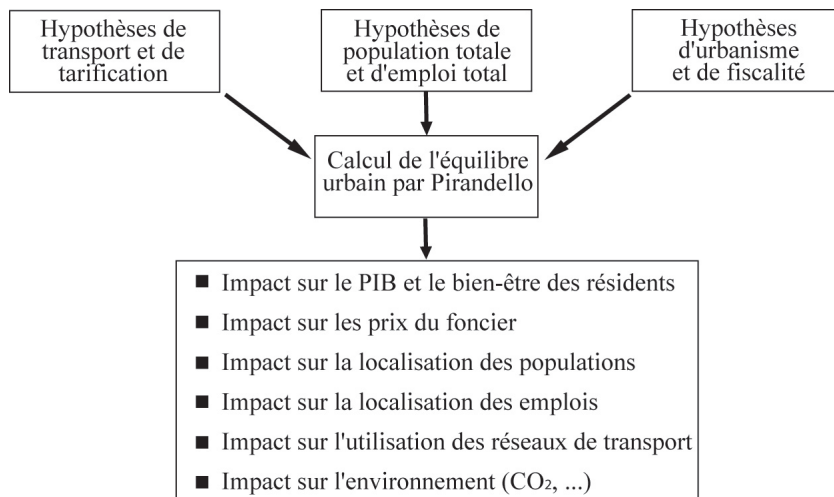 Hypothèses de
transport et de
tarification
Hypothèses de
population totale
et d'emploi total
Hypothèses
d'urbanisme
et de fiscalité
Calcul de l'équilibre
urbain par Pirandello
■ Impact sur le PIB et le bien-être des résidents
■ Impact sur les prix du foncier
■ Impact sur la localisation des populations
■ Impact sur la localisation des emplois
■ Impact sur l'utilisation des réseaux de transport
■ Impact sur l'environnement (CO₂, ...)